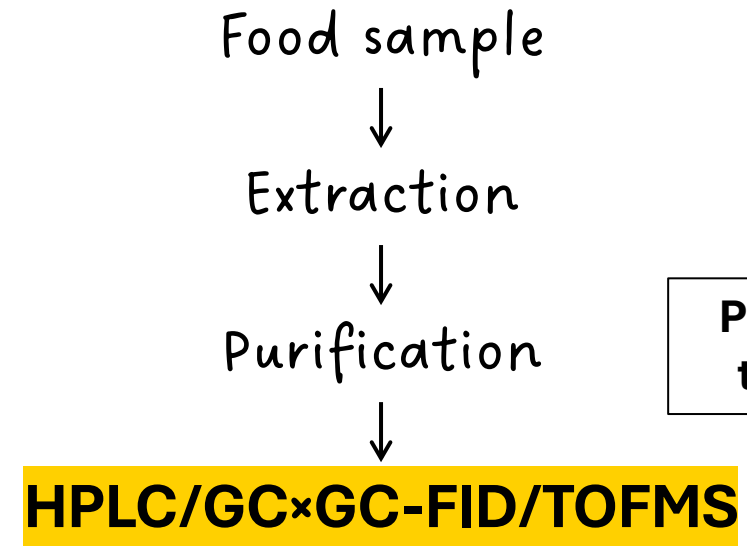 Food sample
Extraction
Purification
P
t
HPLC/GC×GC-FID/TOFMS